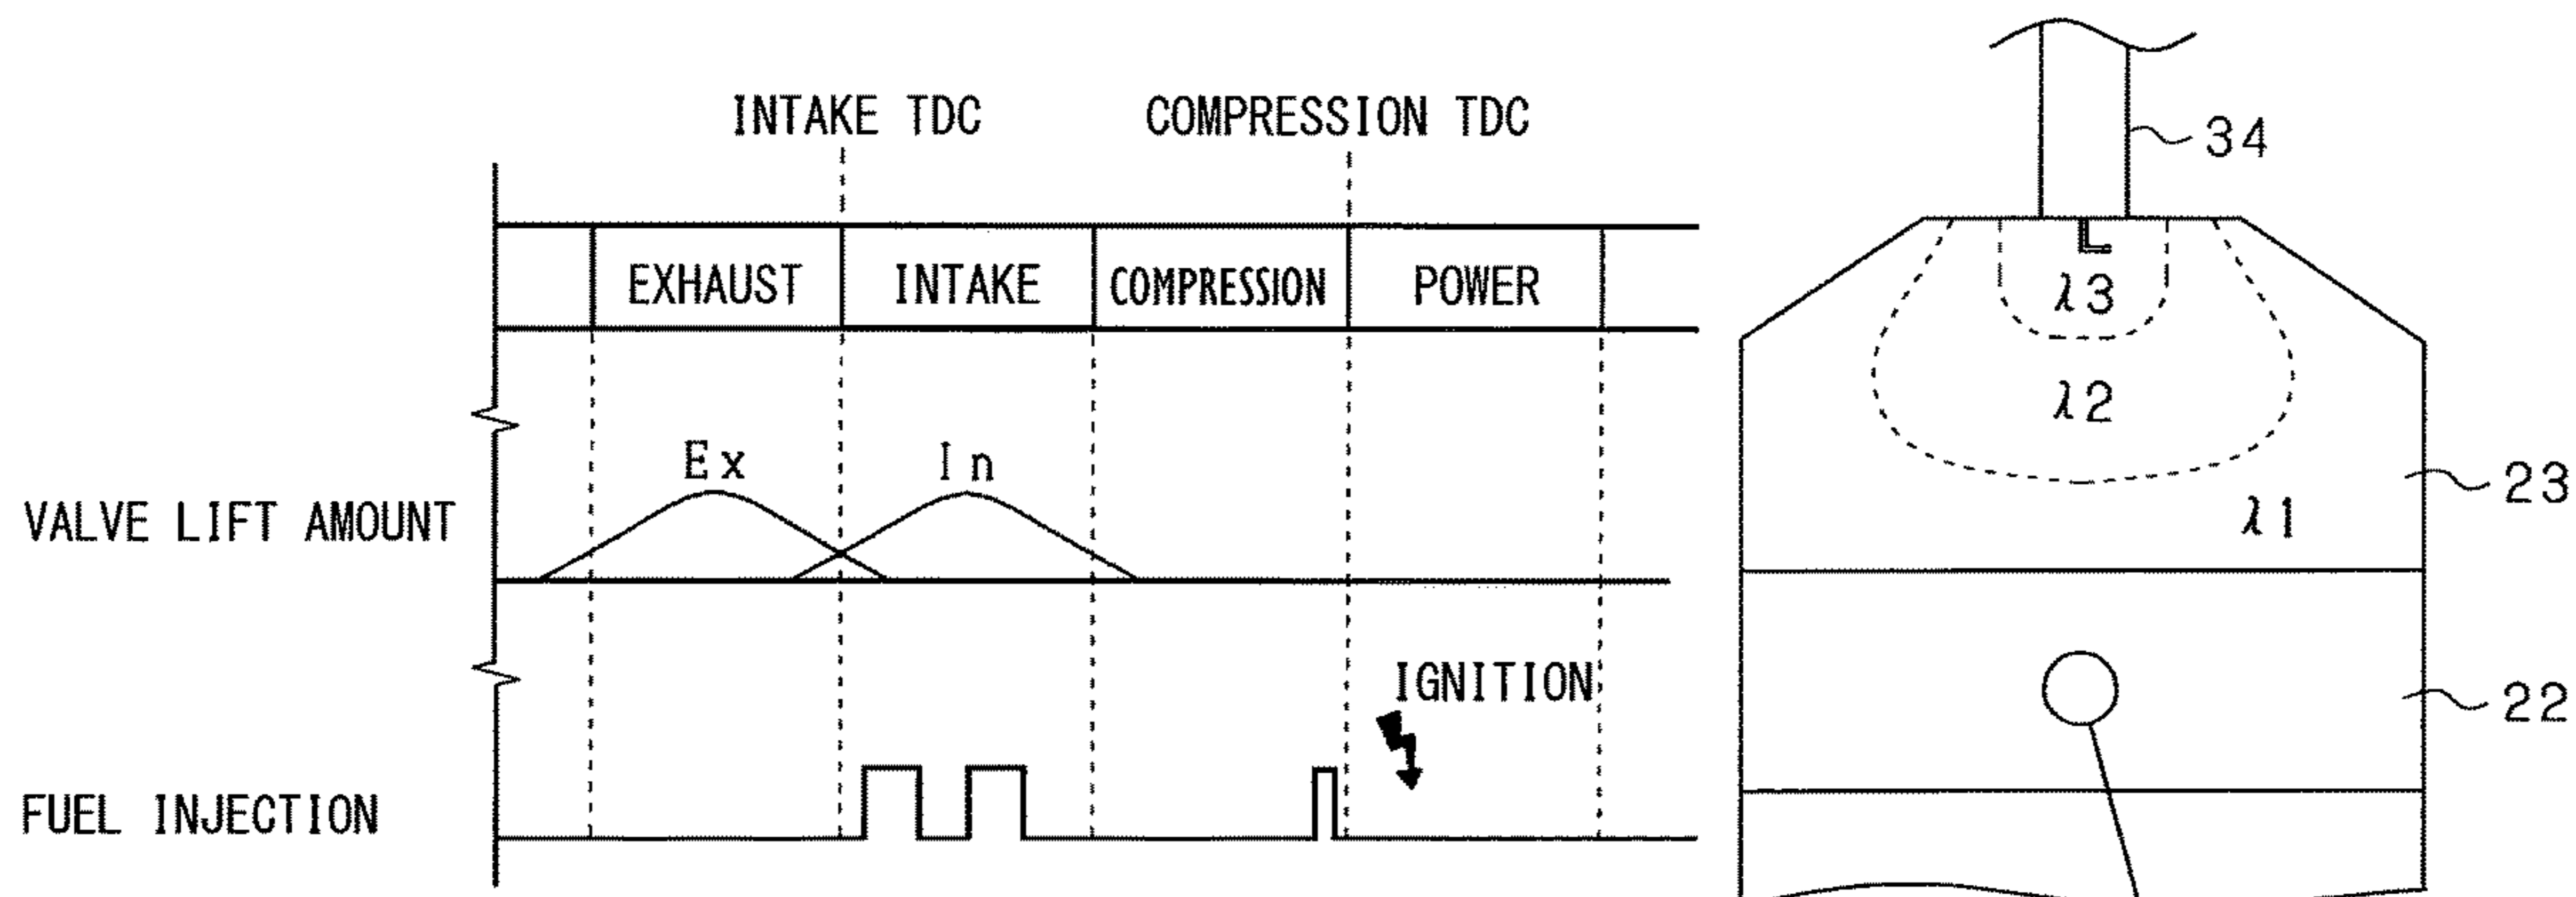 INTAKE TDC
COMPRESSION TDC
34
EXHAUST
INTAKE
COMPRESSION
POWER
λ3
λ2
Ex
In
23
VALVE LIFT AMOUNT
λ1
IGNITION
22
FUEL INJECTION